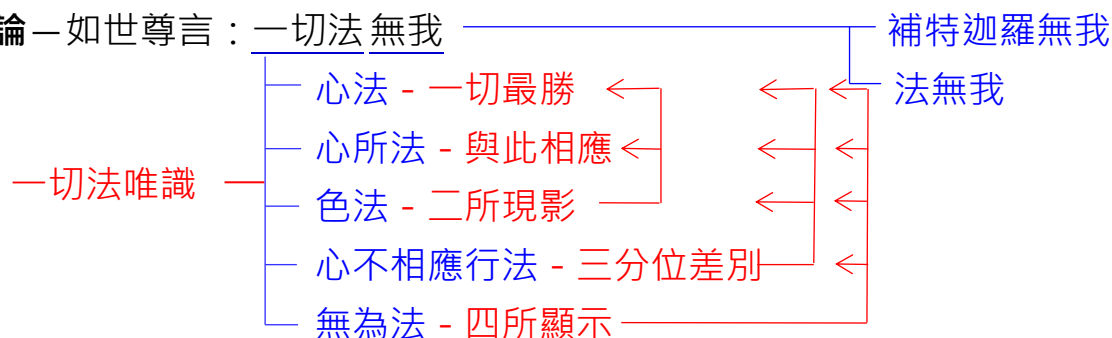 論－如世尊言：一切法 無我 補特迦羅無我
法無我
心法 - 一切最勝
心所法 - 與此相應
一切法唯識
色法 - 二所現影
心不相應行法 - 三分位差別
無為法 - 四所顯示